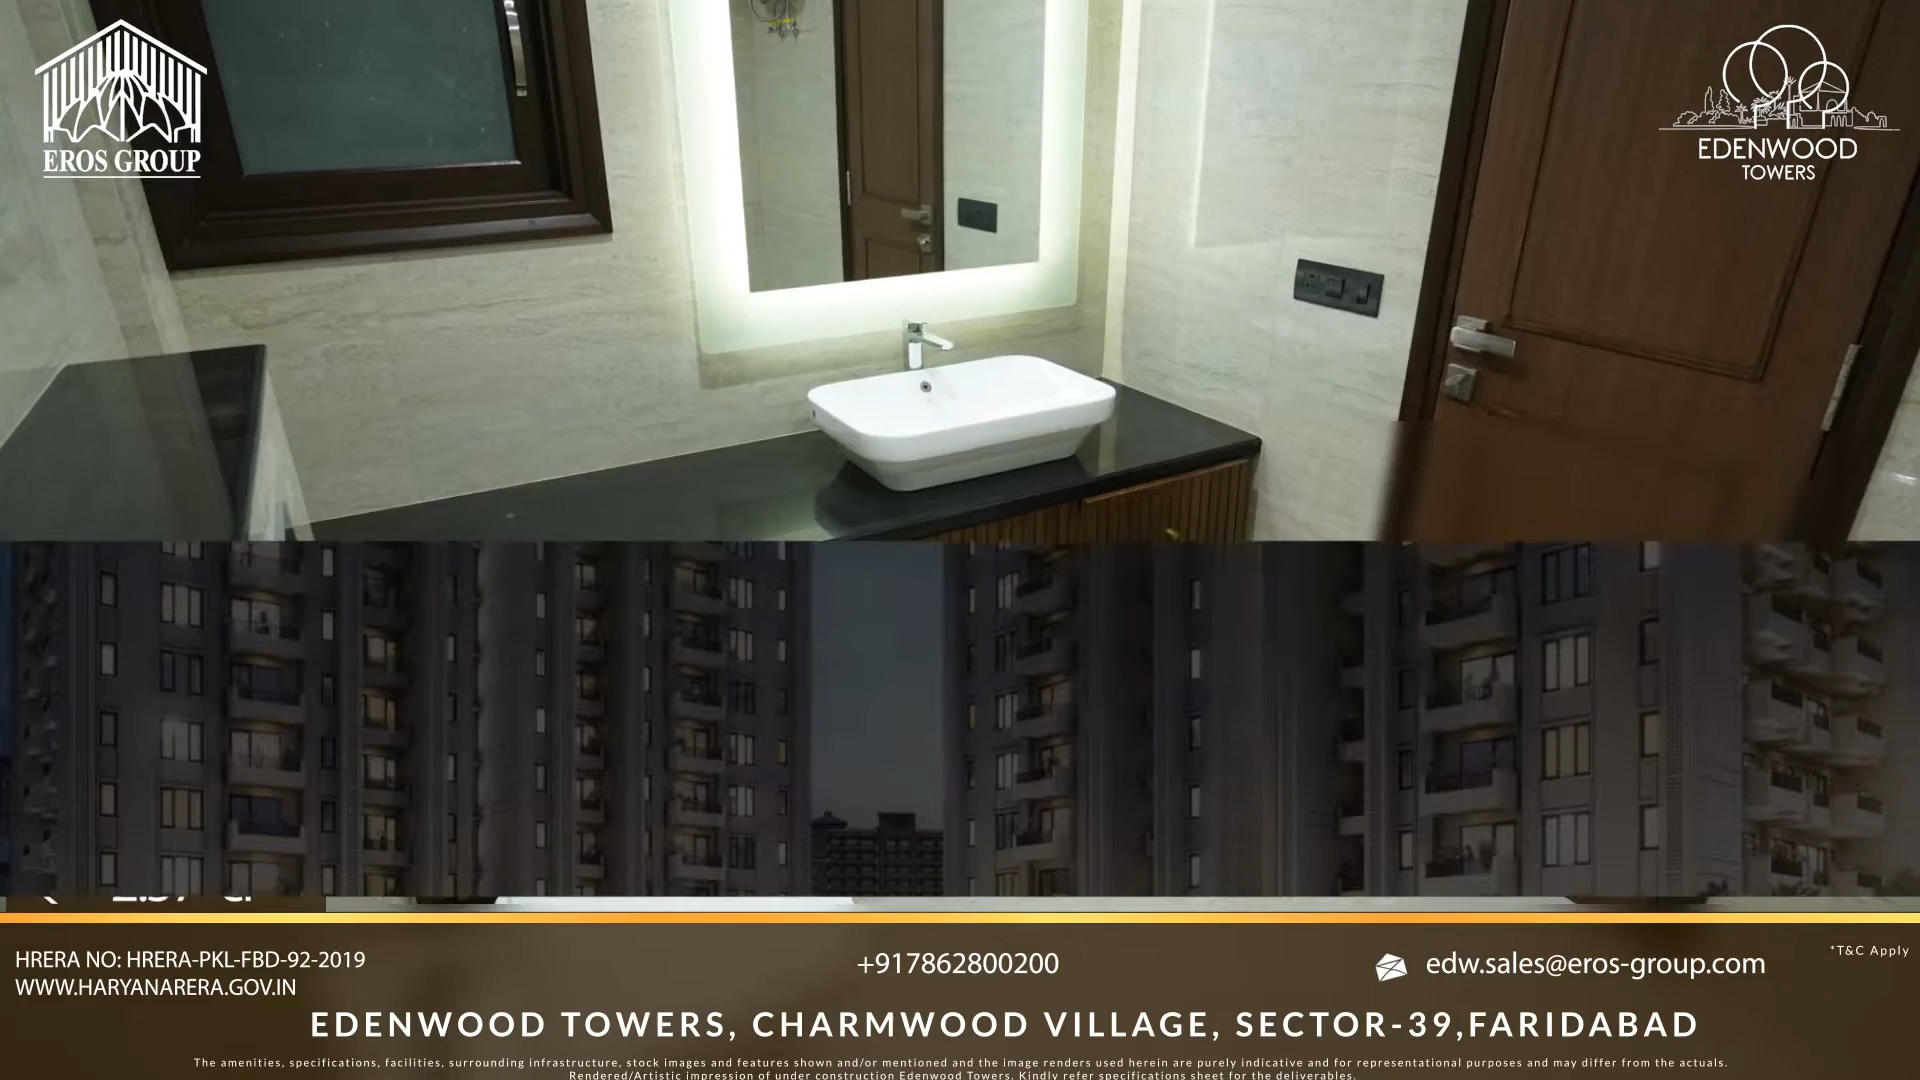 EROS GROUP
EDENWOOD
TOWERS
HRERA NO: HRERA-PKL-FBD-92-2019
WWW.HARYANARERA.GOV.IN
+917862800200
edw.sales@eros-group.com
*T&C Apply
EDENWOOD TOWERS, CHARMWOOD VILLAGE, SECTOR-39,FARIDABAD
The amenities, specifications, facilities, surrounding infrastructure, stock images and features shown and/or mentioned and the image renders used herein are purely indicative and for representational purposes and may differ from the actuals.
Rendered/Artistic impression of under construction Edenwood Towers. Kindly refer specifications sheet for the deliverables.